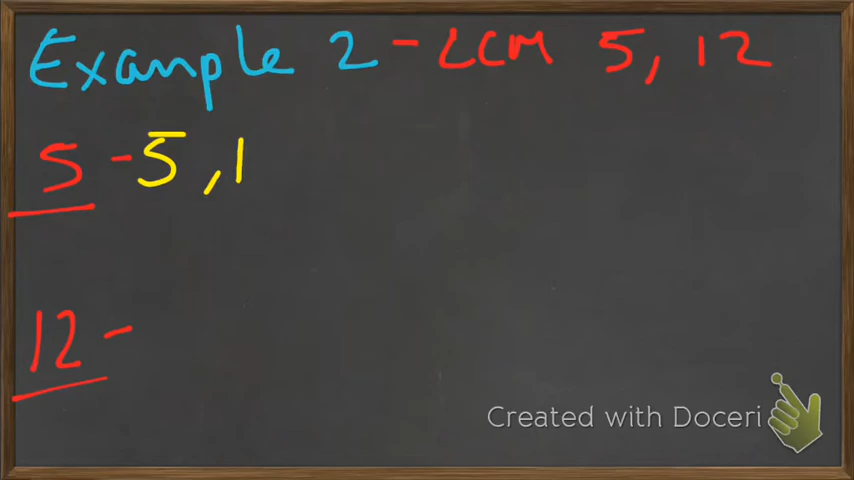 Example 2 - LCM 5, 12
5 - 5, 1
12 -
Created with Doceri